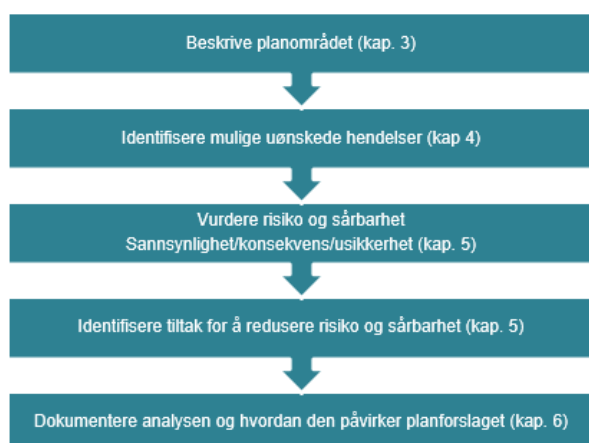 Beskrive planområdet (kap. 3)
Identifisere mulige uønskede hendelser (kap 4)
Vurdere risiko og sårbarhet
Sannsynlighet/konsekvens/usikkerhet (kap. 5)
Identifisere tiltak for å redusere risiko og sårbarhet (kap. 5)
Dokumentere analysen og hvordan den påvirker planforslaget (kap. 6)